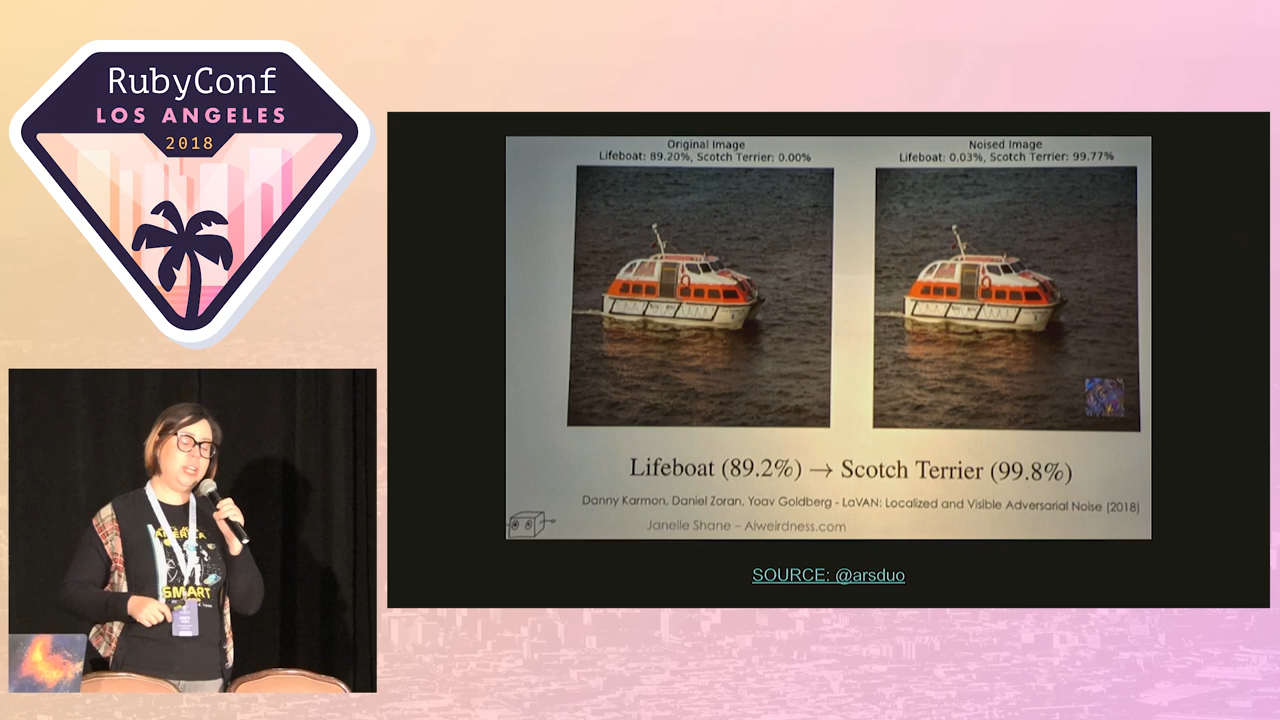 RubyConf
LOS ANGELES
2018
Original Image
Lifeboat: 89.20%, Scotch Terrier: 0.00%
Noised Image
Lifeboat: 0.03%, Scotch Terrier: 99.77%
Lifeboat (89.2%) → Scotch Terrier (99.8%)
Danny Karmon, Daniel Zoran, Yoav Goldberg - LaVAN: Localized and Visible Adversarial Noise (2018)
Janelle Shane – Aiweirdness.com
SOURCE: @arsduo
AMERICA
SMART